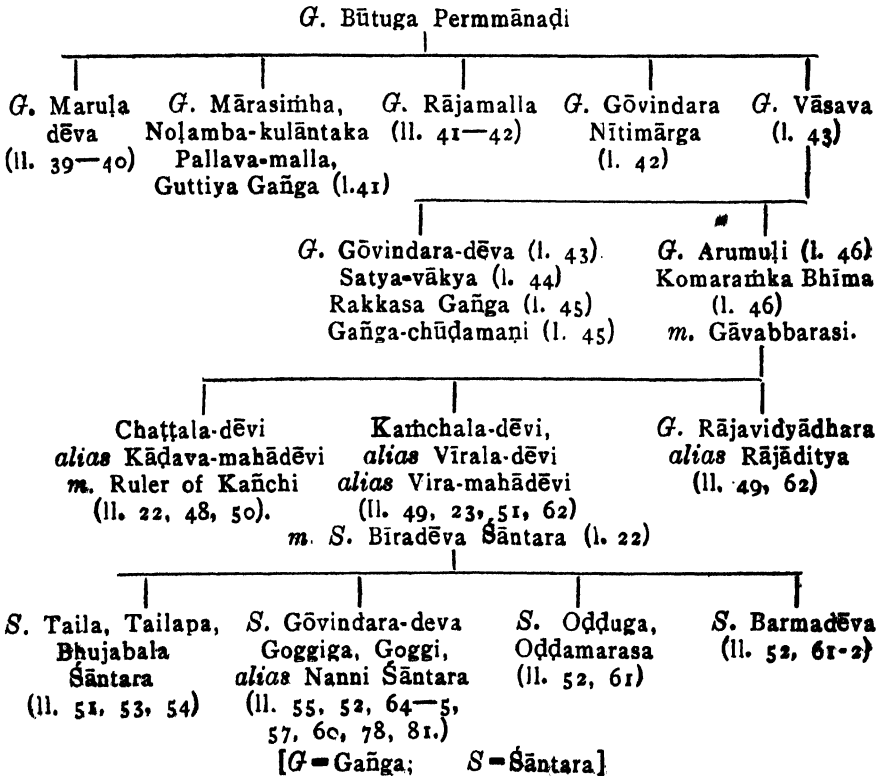 G. Būtuga Permmānaḍi
G. Maruḷa dēva (ll. 39—40)
G. Mārasiṁha, Noḷamba-kulāntaka Pallava-malla, Guttiya Gañga (l.41)
G. Rājamalla (ll. 41—42)
G. Gōvindara Nītimārga (l. 42)
G. Vāsava (l. 43)
G. Gōvindara-dēva (l. 43).
Satya-vākya (l. 44)
Rakkasa Gañga (l. 45)
Gañga-chūḍamaṇi (l. 45)
G. Arumuḷi (l. 46)
Komaraṁka Bhīma
(l. 46)
m. Gāvabbarasi.
Chaṭṭala-dēvi
alias Kāḍava-mahādēvi
m. Ruler of Kañchi
(ll. 22, 48, 50).
Kaṁchala-dēvi,
alias Vīrala-dēvi
alias Vira-mahādēvi
(ll. 49, 23, 51, 62)
m. S. Bīradēva Śāntara (l. 22)
G. Rājavidyādhara
alias Rājāditya
(ll. 49, 62)
S. Taila, Tailapa,
Bhujabala
Śāntara
(ll. 51, 53, 54)
S. Gōvindara-deva
Goggiga, Goggi,
alias Nanni Śāntara
(ll. 55, 52, 64—5,
57, 60, 78, 81.)
S. Oḍḍuga,
Oḍḍamarasa
(ll. 52, 61)
S. Barmadēva
(ll. 52, 61-2)
[G=Gañga; S=Śāntara]